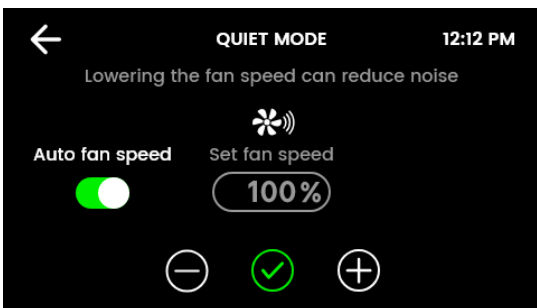 QUIET MODE 12:12 PM
Lowering the fan speed can reduce noise
Auto fan speed Set fan speed
100%